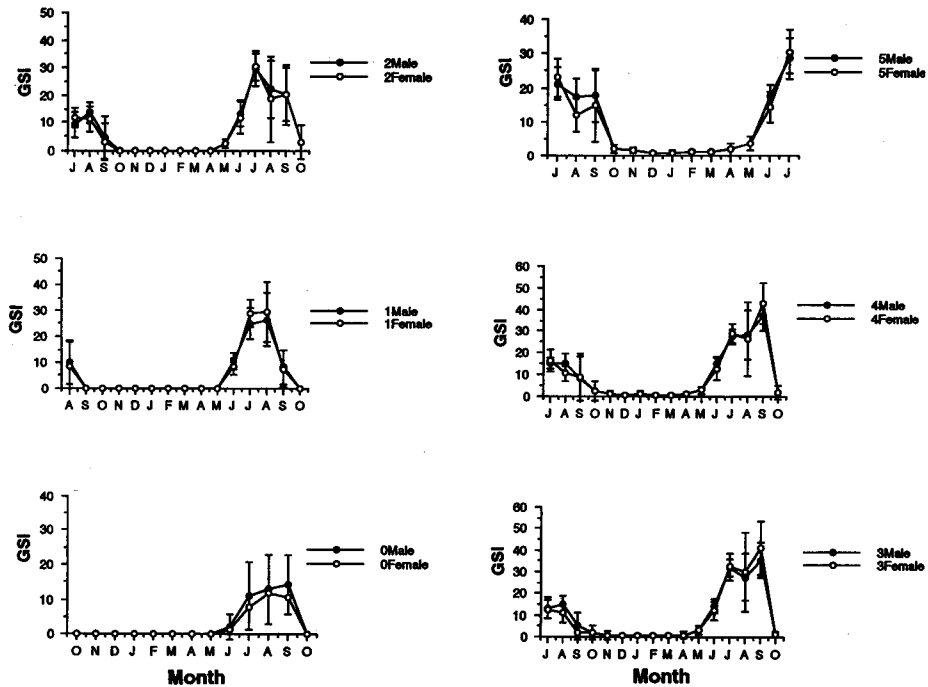 50
40
30
20
10
0
GSI
J A S O N D J F M A M J J A S O
2Male
2Female
40
30
20
10
0
GSI
J A S O N D J F M A M J J
5Male
5Female
50
40
30
20
10
0
GSI
A S O N D J F M A M J J A S O
1Male
1Female
60
50
40
30
20
10
0
GSI
J A S O N D J F M A M J J A S O
4Male
4Female
40
30
20
10
0
GSI
O N D J F M A M J J A S O
0Male
0Female
Month
60
50
40
30
20
10
0
GSI
J A S O N D J F M A M J J A S O
3Male
3Female
Month